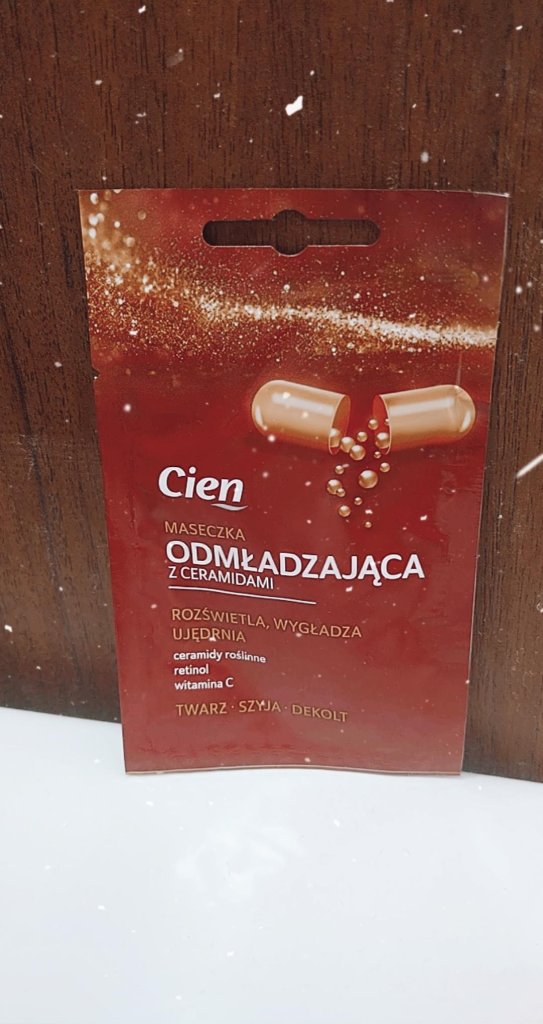 Cien
MASECZKA
ODMŁADZAJĄCA
Z CERAMIDAMI
ROZŚWIETLA, WYGŁADZA
UJĘDRNIA
ceramidy roślinne
retinol
witamina C
TWARZ · SZYJA · DEKOLT